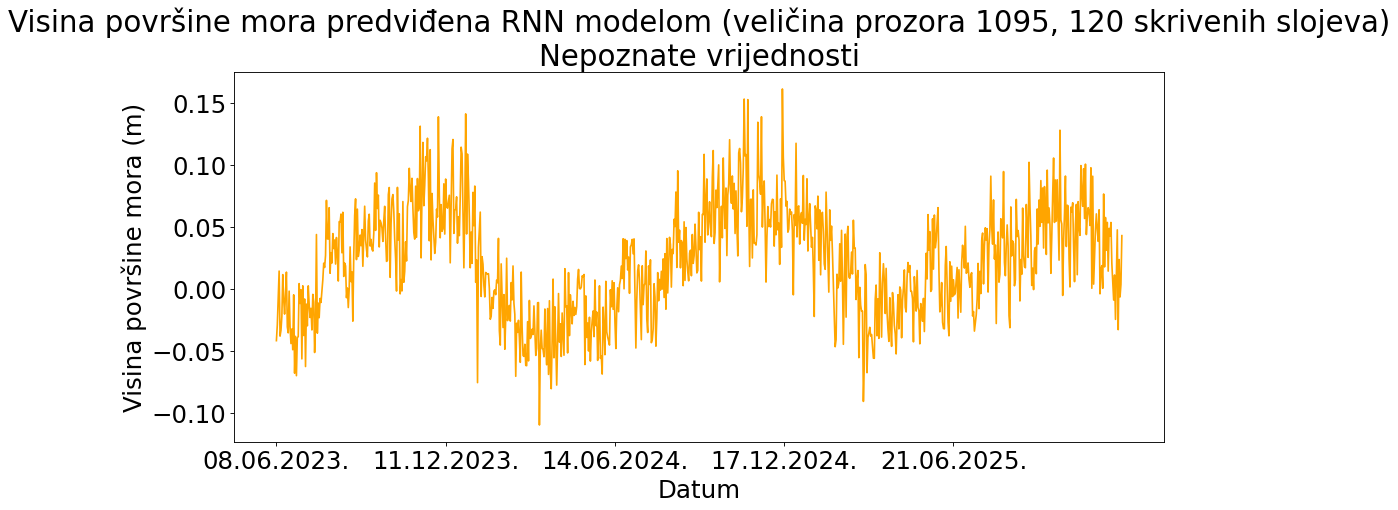 Visina površine mora predviđena RNN modelom (veličina prozora 1095, 120 skrivenih slojeva)
Nepoznate vrijednosti
Visina površine mora (m)
0.15
0.10
0.05
0.00
−0.05
−0.10
08.06.2023. 11.12.2023. 14.06.2024. 17.12.2024. 21.06.2025.
Datum